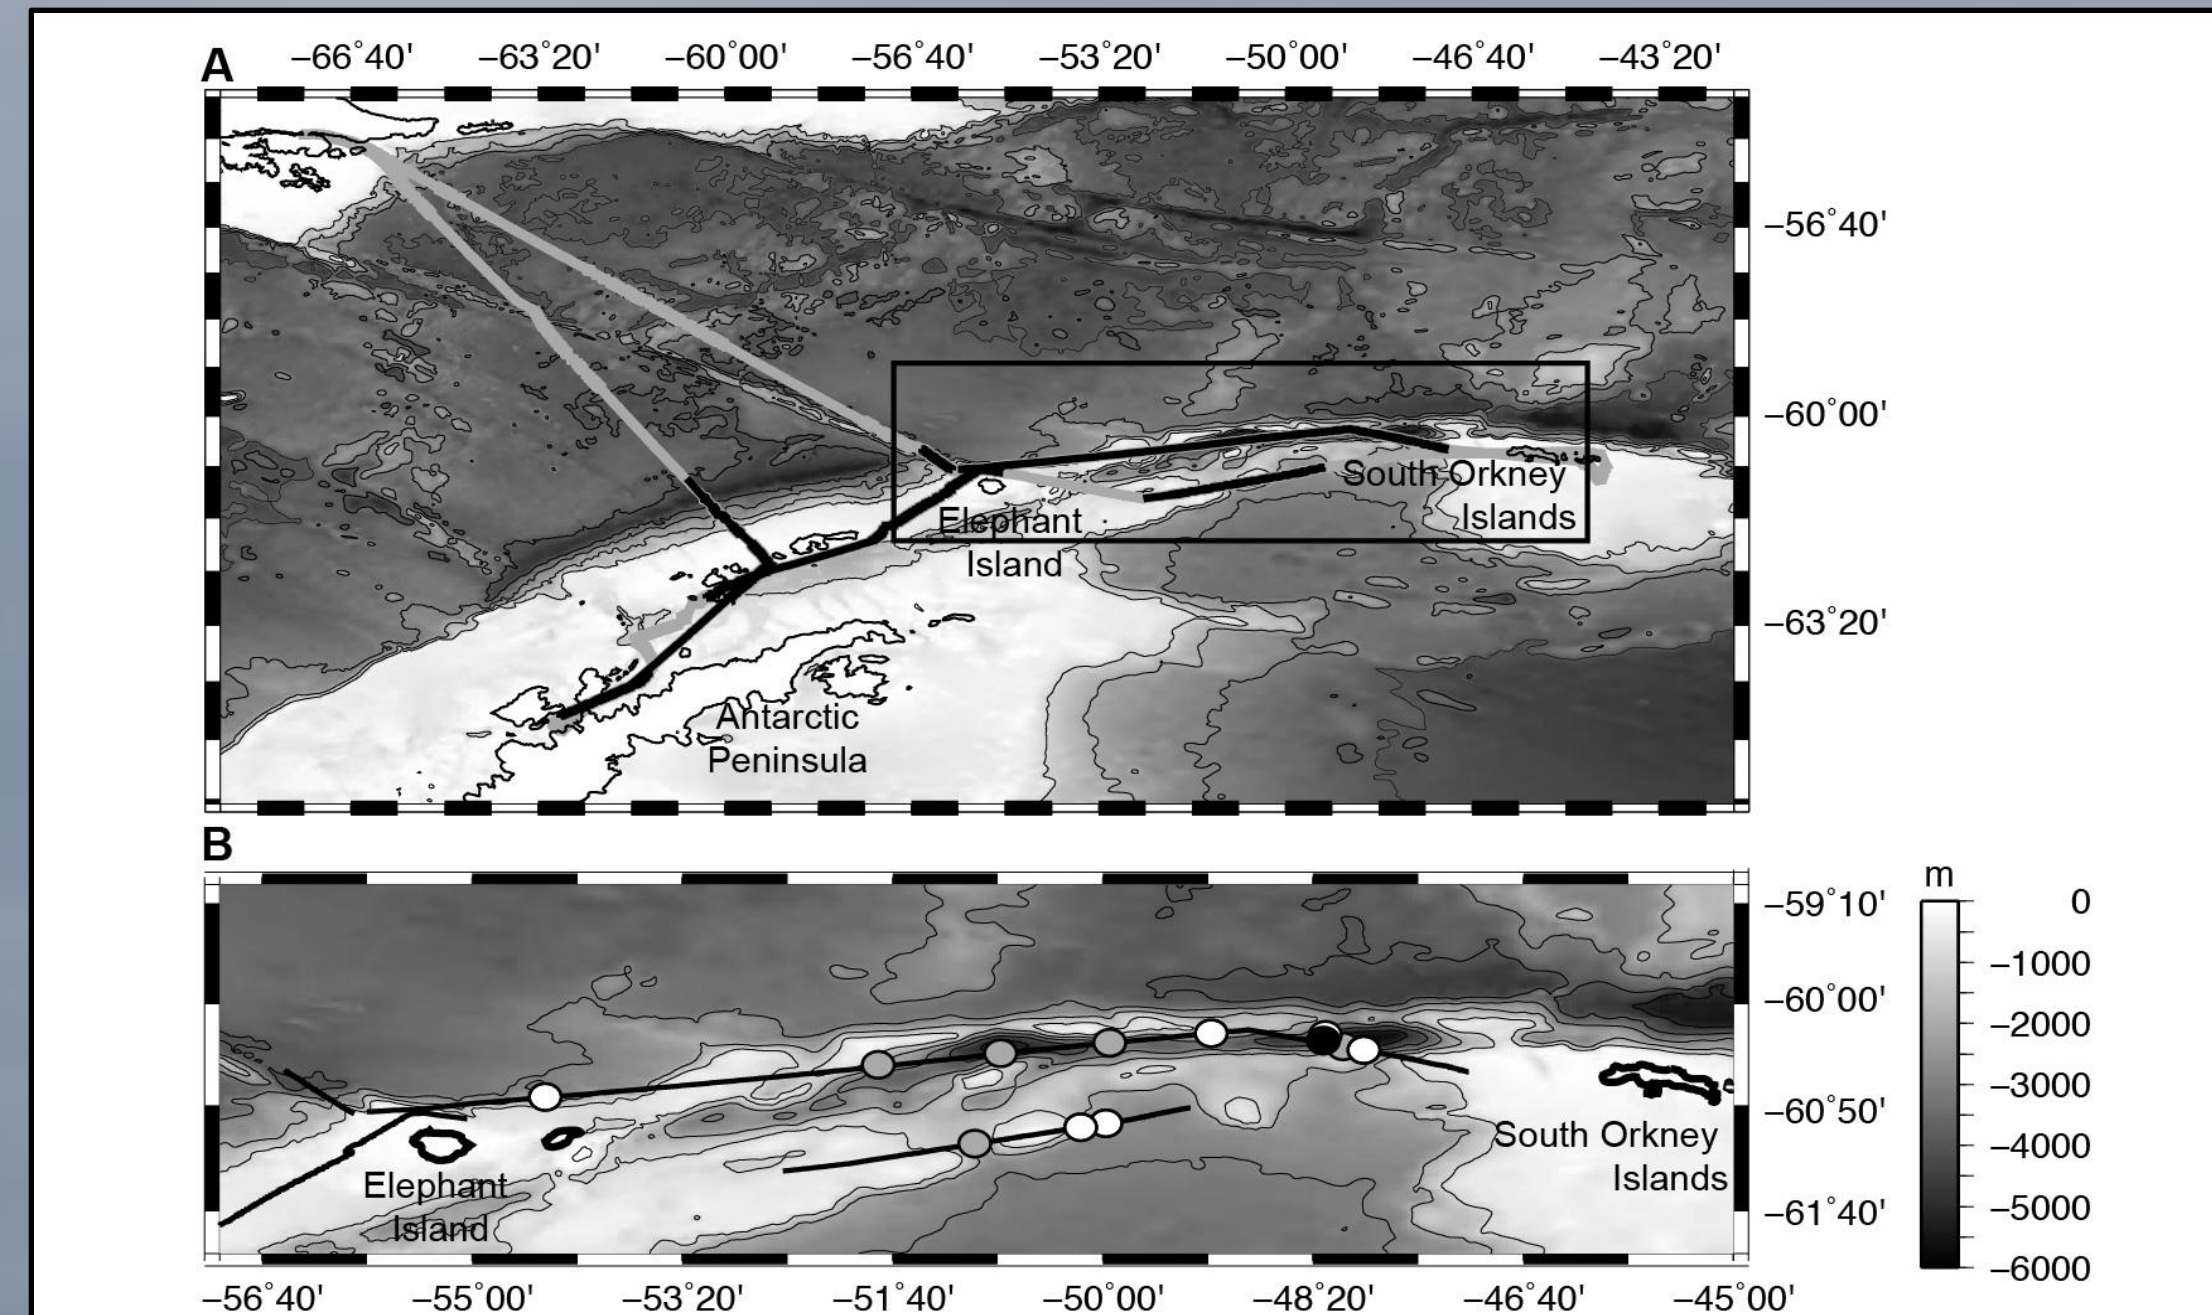 A
−66˚40' −63˚20' −60˚00' −56˚40' −53˚20' −50˚00' −46˚40' −43˚20'
−56˚40'
−60˚00'
South Orkney
Islands
Elephant
Island
−63˚20'
Antarctic
Peninsula
B
m
0
−1000
−2000
−3000
−4000
−5000
−6000
−59˚10'
−60˚00'
−60˚50'
−61˚40'
South Orkney
Islands
Elephant
Island
−56˚40' −55˚00' −53˚20' −51˚40' −50˚00' −48˚20' −46˚40' −45˚00'